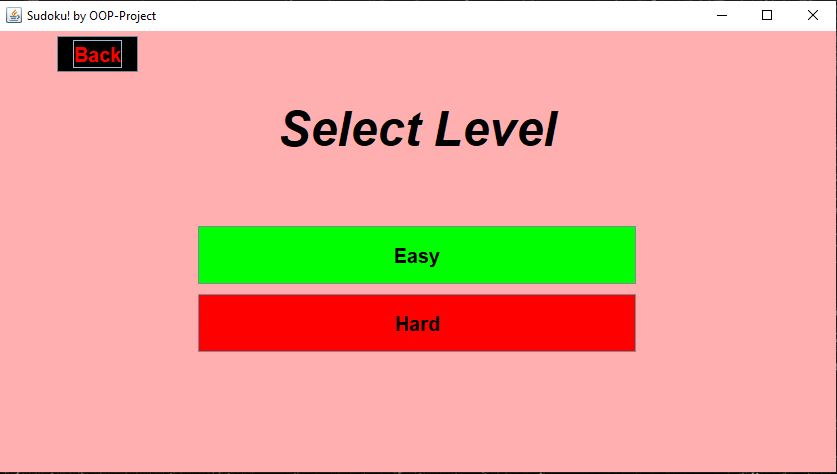 Sudoku! by OOP-Project
Back
Select Level
Easy
Hard